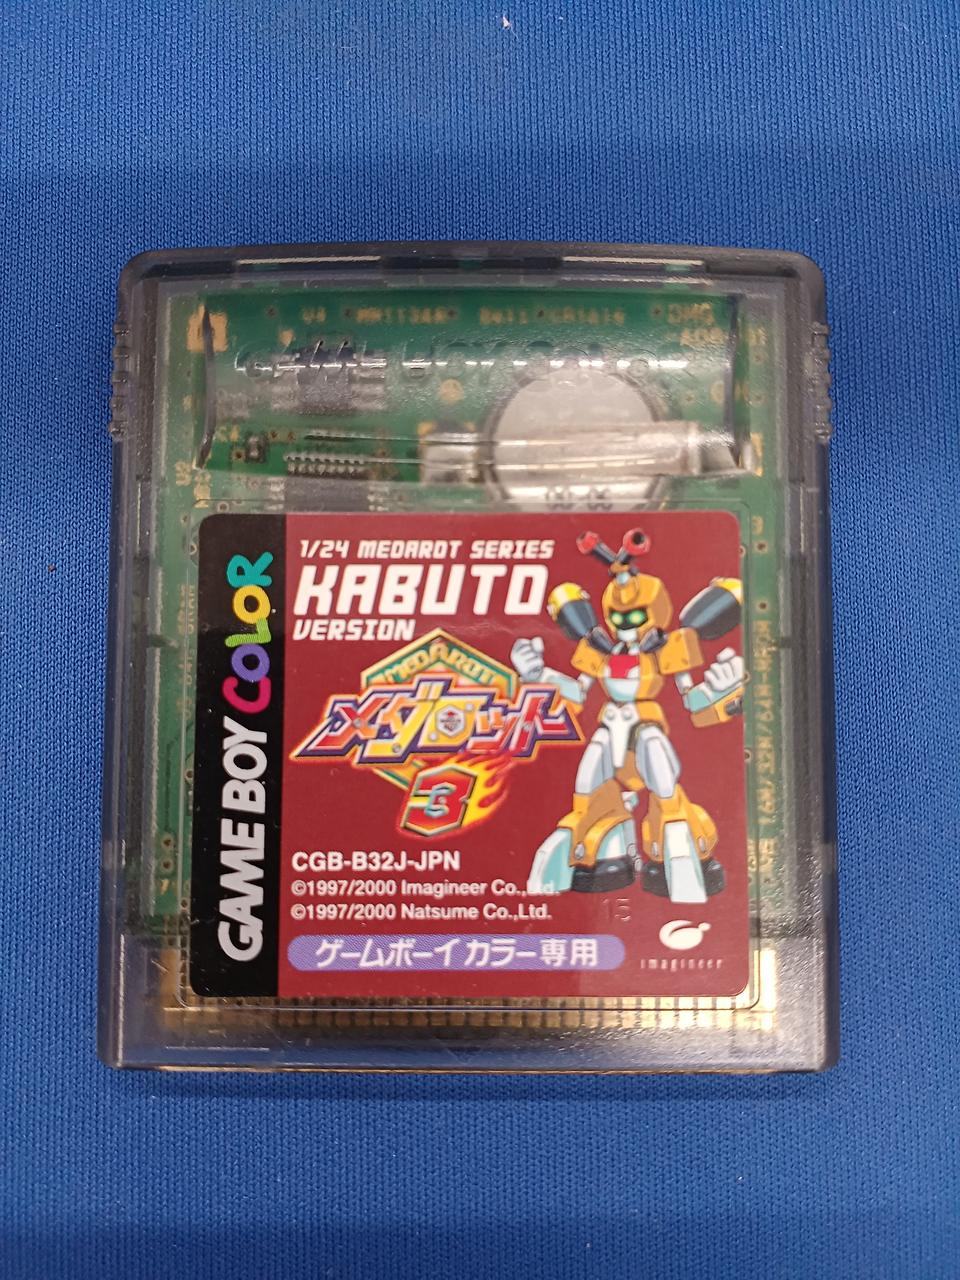 GAME BOY COLOR
1/24 MEDAROT SERIES
KABUTO
VERSION
MEDAROT
メダロット
3
CGB-B32J-JPN
©1997/2000 Imagineer Co.,Ltd.
©1997/2000 Natsume Co.,Ltd.
15
ゲームボーイ カラー専用
imagineer